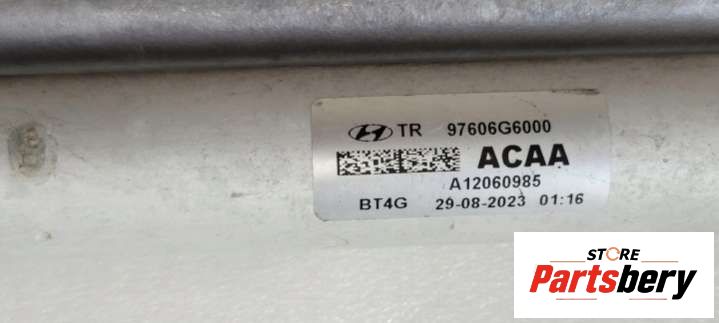 TR 97606G6000
ACAA
A12060985
BT4G 29-08-2023 01:16
STORE
Partsbery